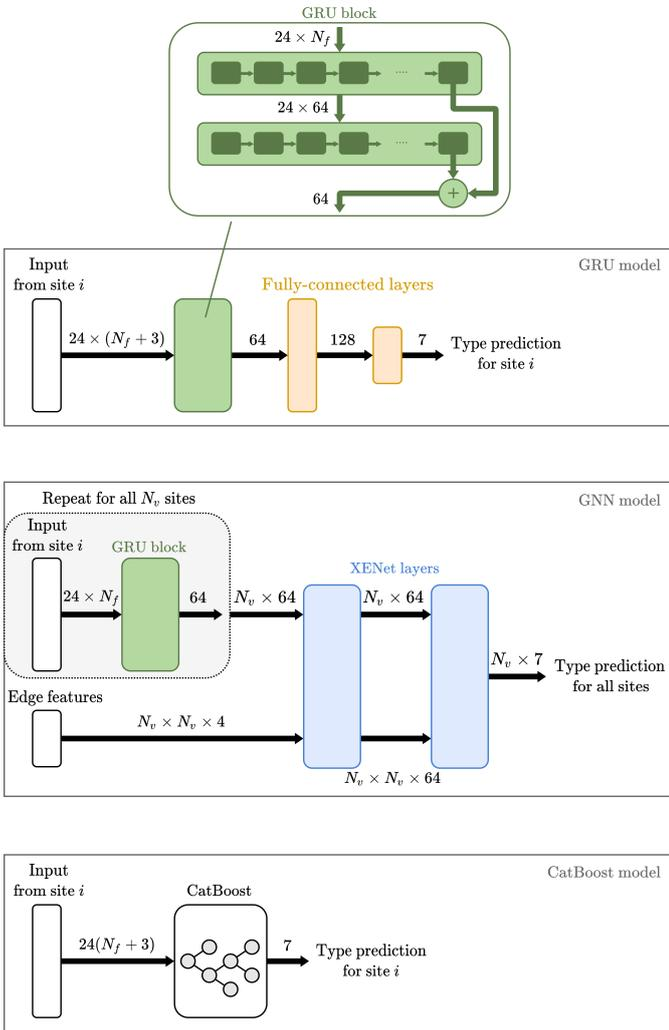 GRU block
24 × N_f
24 × 64
64
+
GRU model
Input
from site i
24 × (N_f + 3)
64
Fully-connected layers
128
7
Type prediction
for site i
GNN model
Repeat for all N_v sites
Input
from site i
GRU block
24 × N_f
64
N_v × 64
XENet layers
N_v × 64
N_v × 7
Type prediction
for all sites
Edge features
N_v × N_v × 4
N_v × N_v × 64
CatBoost model
Input
from site i
24(N_f + 3)
CatBoost
7
Type prediction
for site i